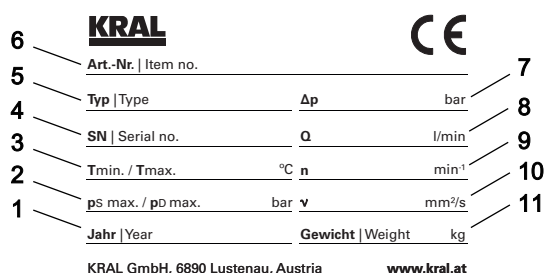 KRAL CE
6 Art.-Nr. | Item no.
5 Typ | Type Δp bar 7
4 SN | Serial no. Q l/min 8
3 Tmin. / Tmax. °C n min-1 9
2 pS max. / pD max. bar ν mm²/s 10
1 Jahr | Year Gewicht | Weight kg 11
KRAL GmbH, 6890 Lustenau, Austria www.kral.at